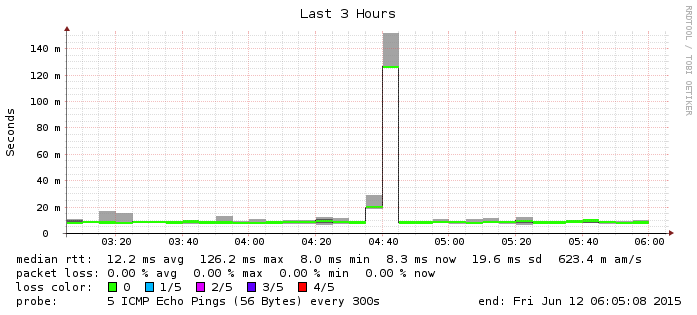 Last 3 Hours
RRDTOOL / TOBI OETIKER
Seconds
140 m
120 m
100 m
80 m
60 m
40 m
20 m
0
03:20 03:40 04:00 04:20 04:40 05:00 05:20 05:40 06:00
median rtt: 12.2 ms avg 126.2 ms max 8.0 ms min 8.3 ms now 19.6 ms sd 623.4 m am/s
packet loss: 0.00 % avg 0.00 % max 0.00 % min 0.00 % now
loss color: 0 1/5 2/5 3/5 4/5
probe: 5 ICMP Echo Pings (56 Bytes) every 300s end: Fri Jun 12 06:05:08 2015